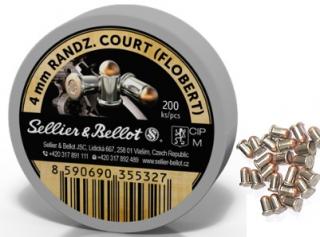 4 mm RANDZ. COURT (FLOBERT)
200
ks/pcs
Sellier & Bellot
S&B
CIP
M
Sellier & Bellot JSC, Lidická 667, 258 01 Vlašim, Czech Republic
+420 317 891 111 +420 317 892 489 www.sellier-bellot.cz
8 590690 355327